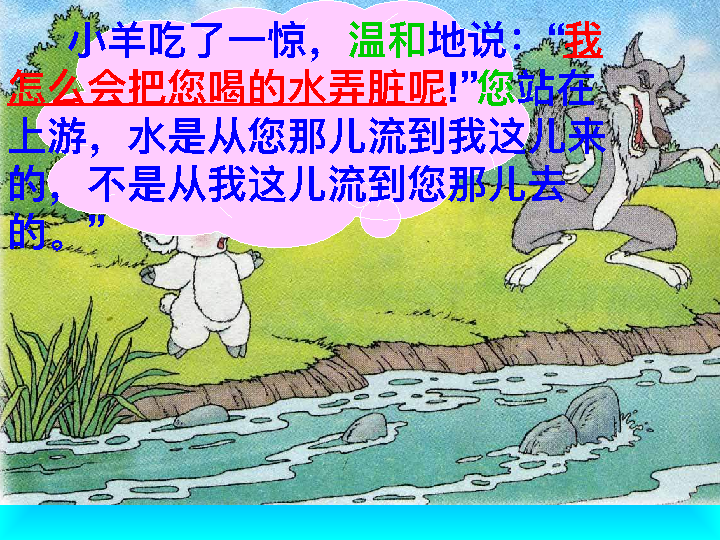 小羊吃了一惊，温和地说：“我
怎么会把您喝的水弄脏呢!”您站在
上游，水是从您那儿流到我这儿来
的，不是从我这儿流到您那儿去
的。”